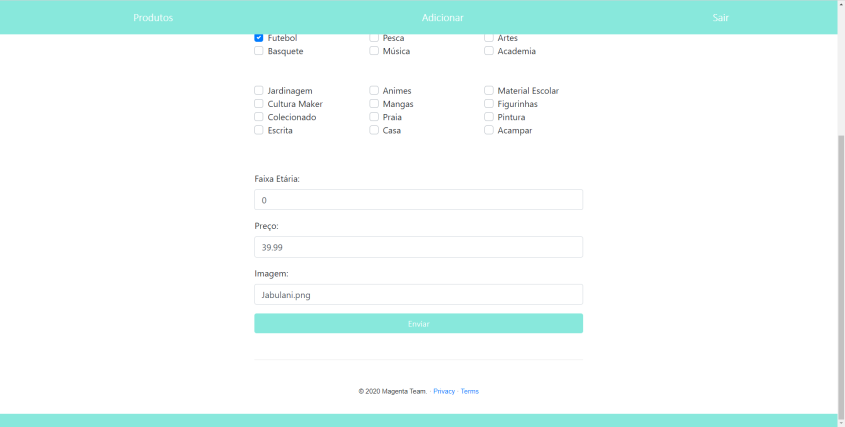 Produtos Adicionar Sair
Futebol Pesca Artes
Basquete Música Academia
Jardinagem Animes Material Escolar
Cultura Maker Mangas Figurinhas
Colecionado Praia Pintura
Escrita Casa Acampar
Faixa Etária:
0
Preço:
39.99
Imagem:
Jabulani.png
Enviar
© 2020 Magenta Team. · Privacy · Terms